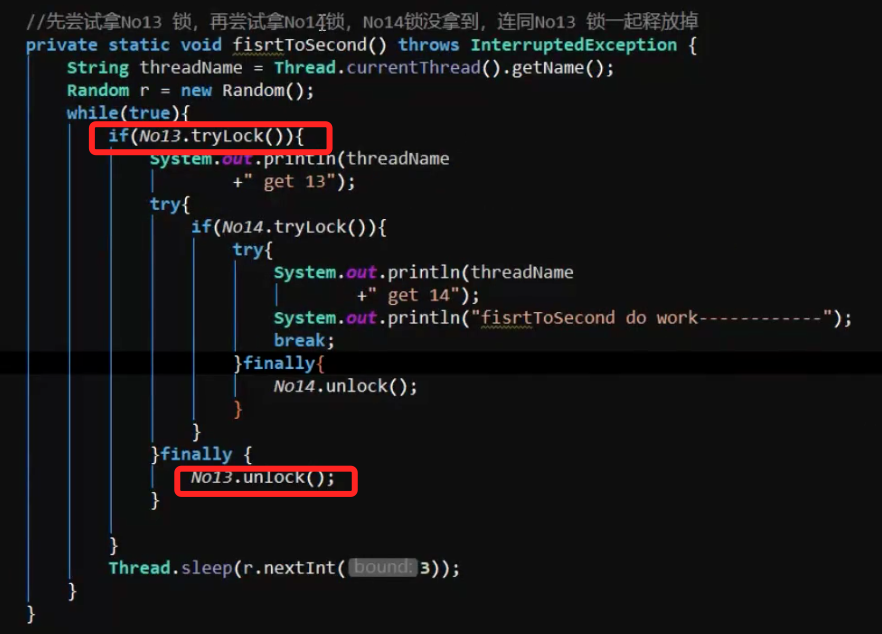 //先尝试拿No13 锁，再尝试拿No14锁，No14锁没拿到，连同No13 锁一起释放掉
private static void fisrtToSecond() throws InterruptedException {
String threadName = Thread.currentThread().getName();
Random r = new Random();
while(true){
if(No13.tryLock()){
System.out.println(threadName
+" get 13");
try{
if(No14.tryLock()){
try{
System.out.println(threadName
+" get 14");
System.out.println("fisrtToSecond do work------------");
break;
}finally{
No14.unlock();
}
}
}finally {
No13.unlock();
}
}
Thread.sleep(r.nextInt( bound: 3));
}
}